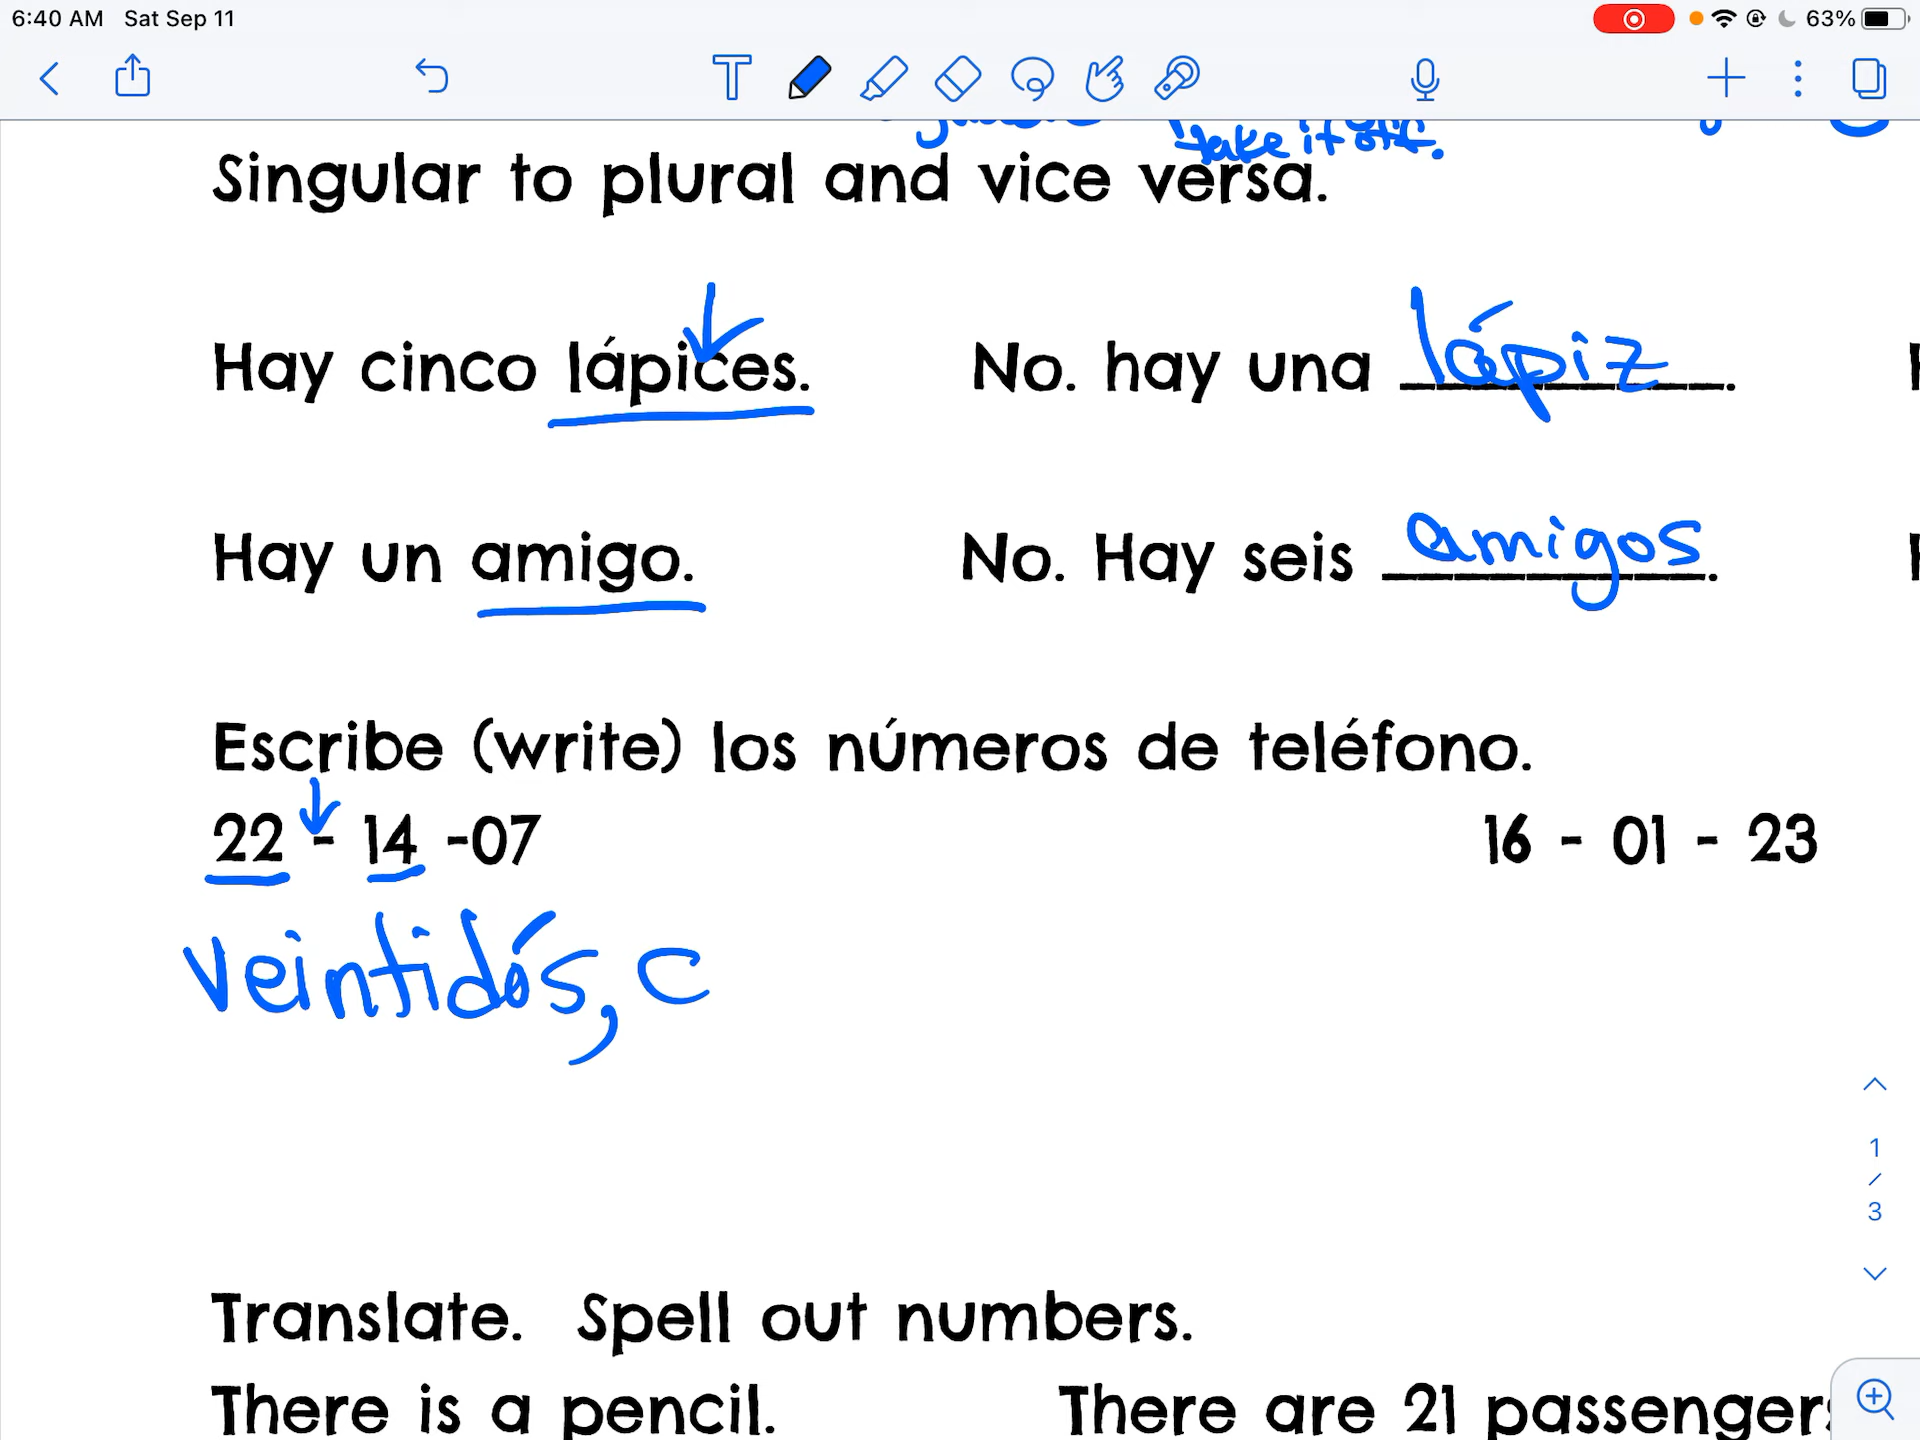 6:40 AM Sat Sep 11 63%
take it off.
Singular to plural and vice versa.
Hay cinco lápices. No. hay una lápiz.
Hay un amigo. No. Hay seis amigos.
Escribe (write) los números de teléfono.
22 - 14 -07 16 - 01 - 23
veintidós, c
1
/
3
Translate. Spell out numbers.
There is a pencil. There are 21 passengers